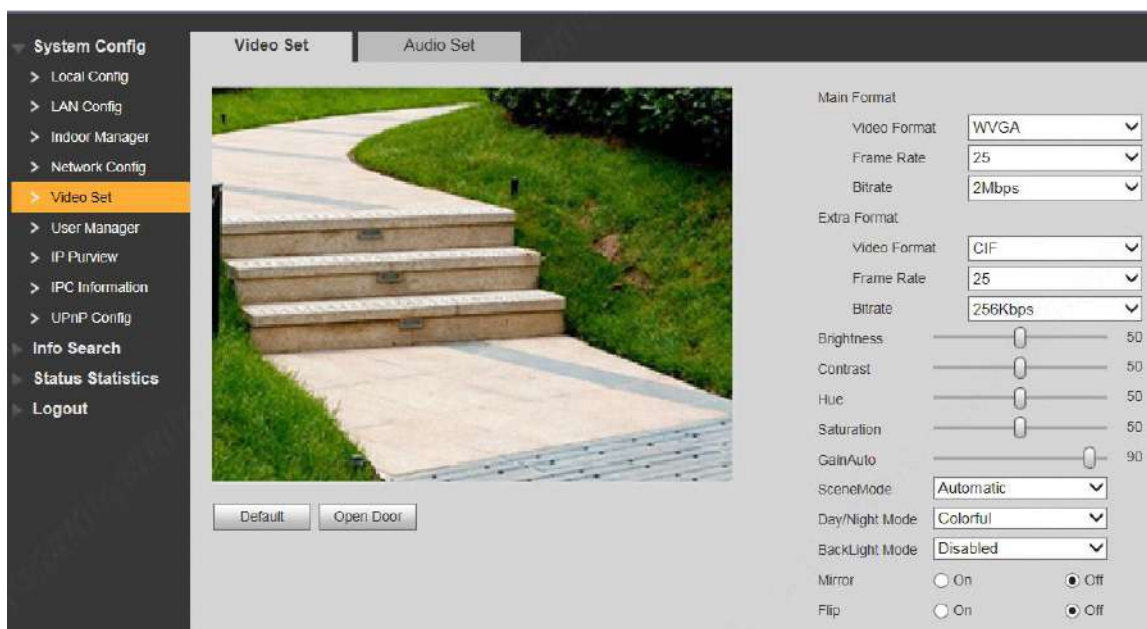 System Config
Local Config
LAN Config
Indoor Manager
Network Config
Video Set
User Manager
IP Purview
IPC Information
UPnP Config
Info Search
Status Statistics
Logout
Video Set Audio Set
Default Open Door
Main Format
Video Format WVGA
Frame Rate 25
Bitrate 2Mbps
Extra Format
Video Format CIF
Frame Rate 25
Bitrate 256Kbps
Brightness 50
Contrast 50
Hue 50
Saturation 50
GainAuto 90
SceneMode Automatic
Day/Night Mode Colorful
BackLight Mode Disabled
Mirror On Off
Flip On Off